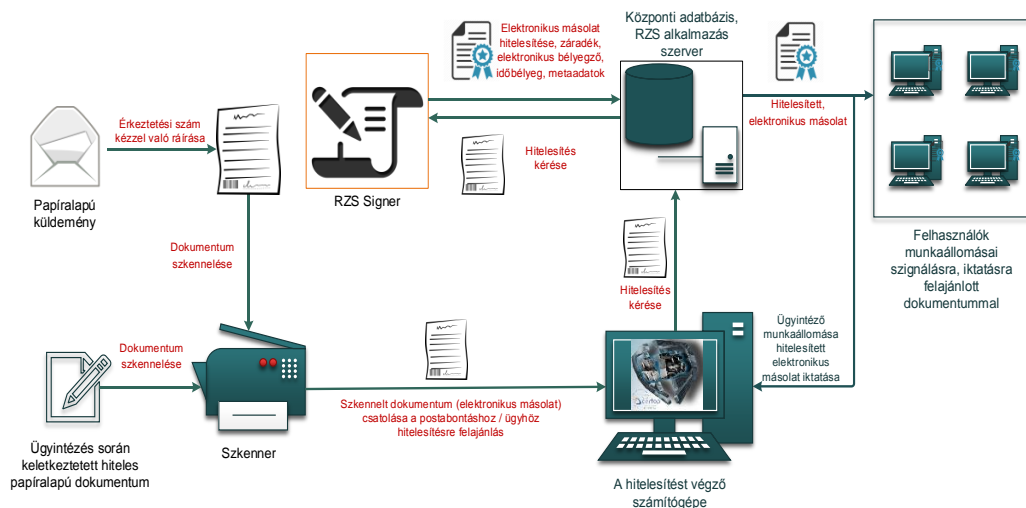 Elektronikus másolat
hitelesítése, záradék,
elektronikus bélyegző,
időbélyeg, metaadatok
Központi adatbázis,
RZS alkalmazás
szerver
Érkeztetési szám
kézzel való ráírása
Hitelesítés
kérése
Hitelesített,
elektronikus másolat
Papíralapú
küldemény
RZS Signer
Felhasználók
munkaállomásai
szignálásra, iktatásra
felajánlott
dokumentummal
Dokumentum
szkennelése
Hitelesítés
kérése
Dokumentum
szkennelése
Ügyintéző
munkaállomása
hitelesített
elektronikus
másolat iktatása
Szkennelt dokumentum (elektronikus másolat)
csatolása a postabontáshoz / ügyhöz
hitelesítésre felajánlás
Ügyintézés során
keletkeztetett hiteles
papíralapú dokumentum
Szkenner
A hitelesítést végző
számítógépe